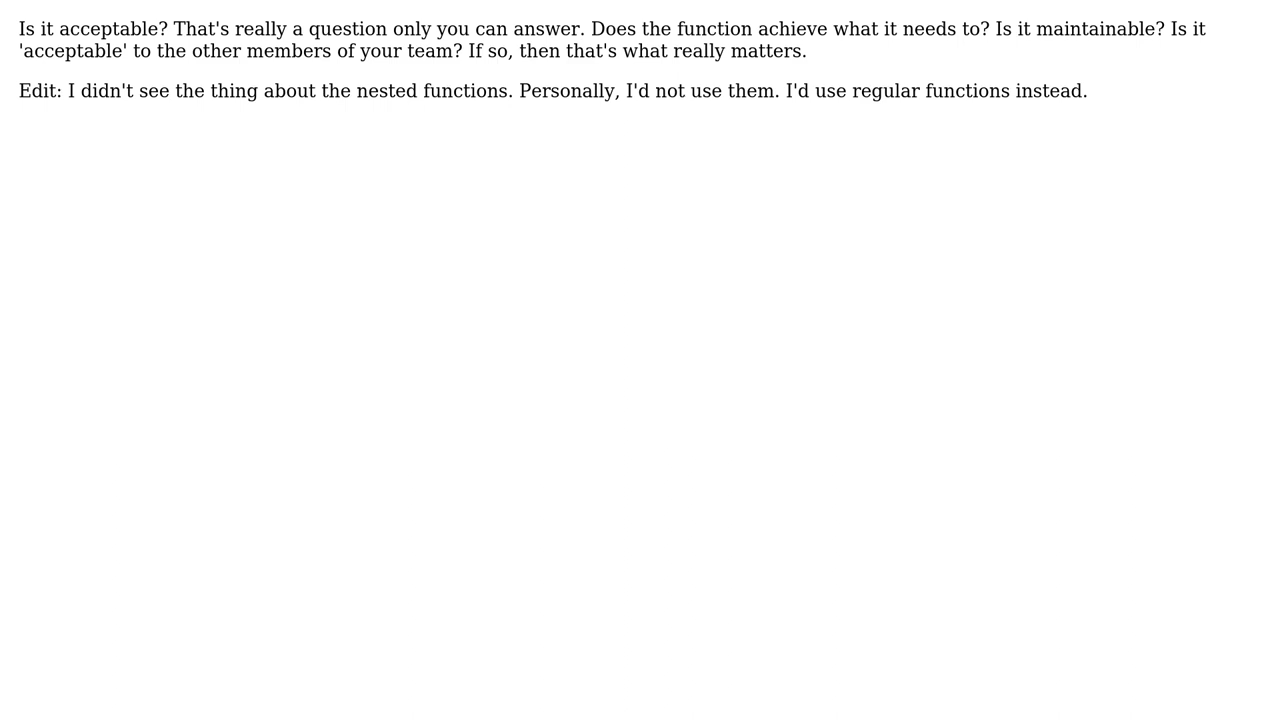 Is it acceptable? That's really a question only you can answer. Does the function achieve what it needs to? Is it maintainable? Is it
'acceptable' to the other members of your team? If so, then that's what really matters.
Edit: I didn't see the thing about the nested functions. Personally, I'd not use them. I'd use regular functions instead.